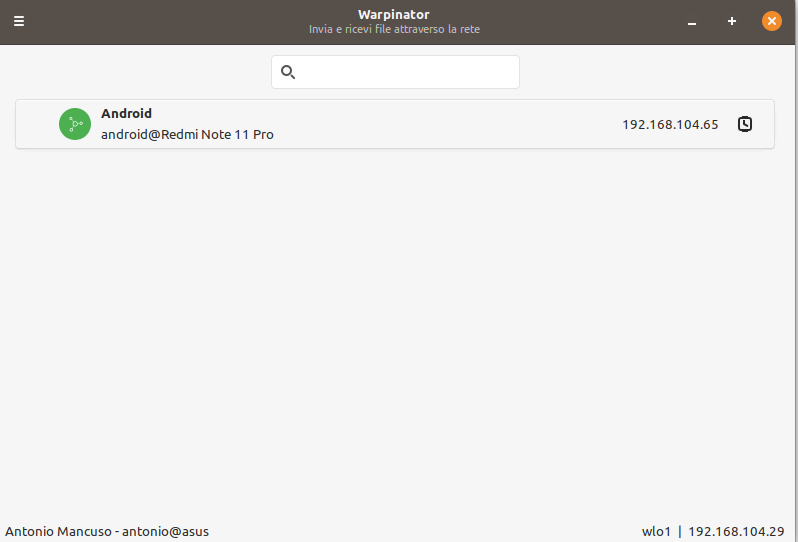 Warpinator
Invia e ricevi file attraverso la rete
Android
android@Redmi Note 11 Pro
192.168.104.65
Antonio Mancuso - antonio@asus
wlo1 | 192.168.104.29